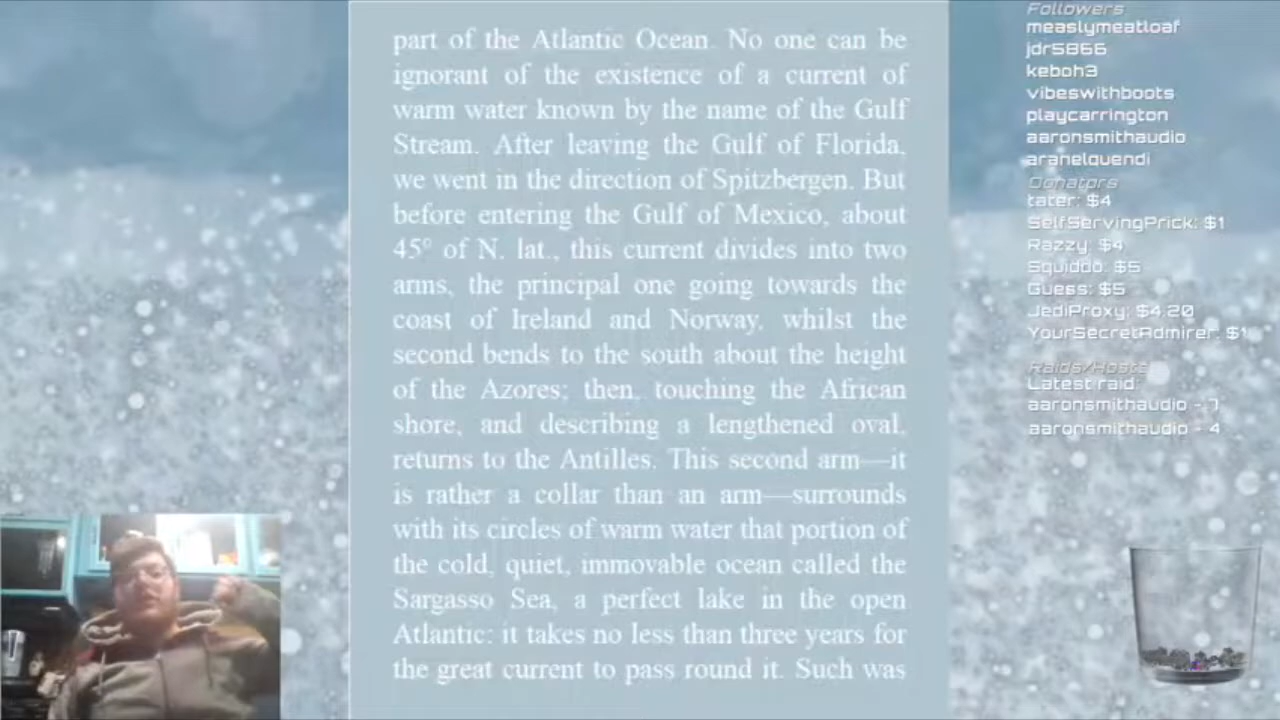 part of the Atlantic Ocean. No one can be
ignorant of the existence of a current of
warm water known by the name of the Gulf
Stream. After leaving the Gulf of Florida,
we went in the direction of Spitzbergen. But
before entering the Gulf of Mexico, about
45° of N. lat., this current divides into two
arms, the principal one going towards the
coast of Ireland and Norway, whilst the
second bends to the south about the height
of the Azores; then, touching the African
shore, and describing a lengthened oval,
returns to the Antilles. This second arm—it
is rather a collar than an arm—surrounds
with its circles of warm water that portion of
the cold, quiet, immovable ocean called the
Sargasso Sea, a perfect lake in the open
Atlantic: it takes no less than three years for
the great current to pass round it. Such was
Followers
measlymeatloaf
jdr5866
keboh3
vibeswithboots
playcarrington
aaronsmithaudio
aranelquendi
Donators
tater: $4
SelfServingPrick: $1
Razzy: $4
Squiddo: $5
Guess: $5
JediProxy: $4.20
YourSecretAdmirer: $1
Raids/Hosts
Latest raid:
aaronsmithaudio - 7
aaronsmithaudio - 4